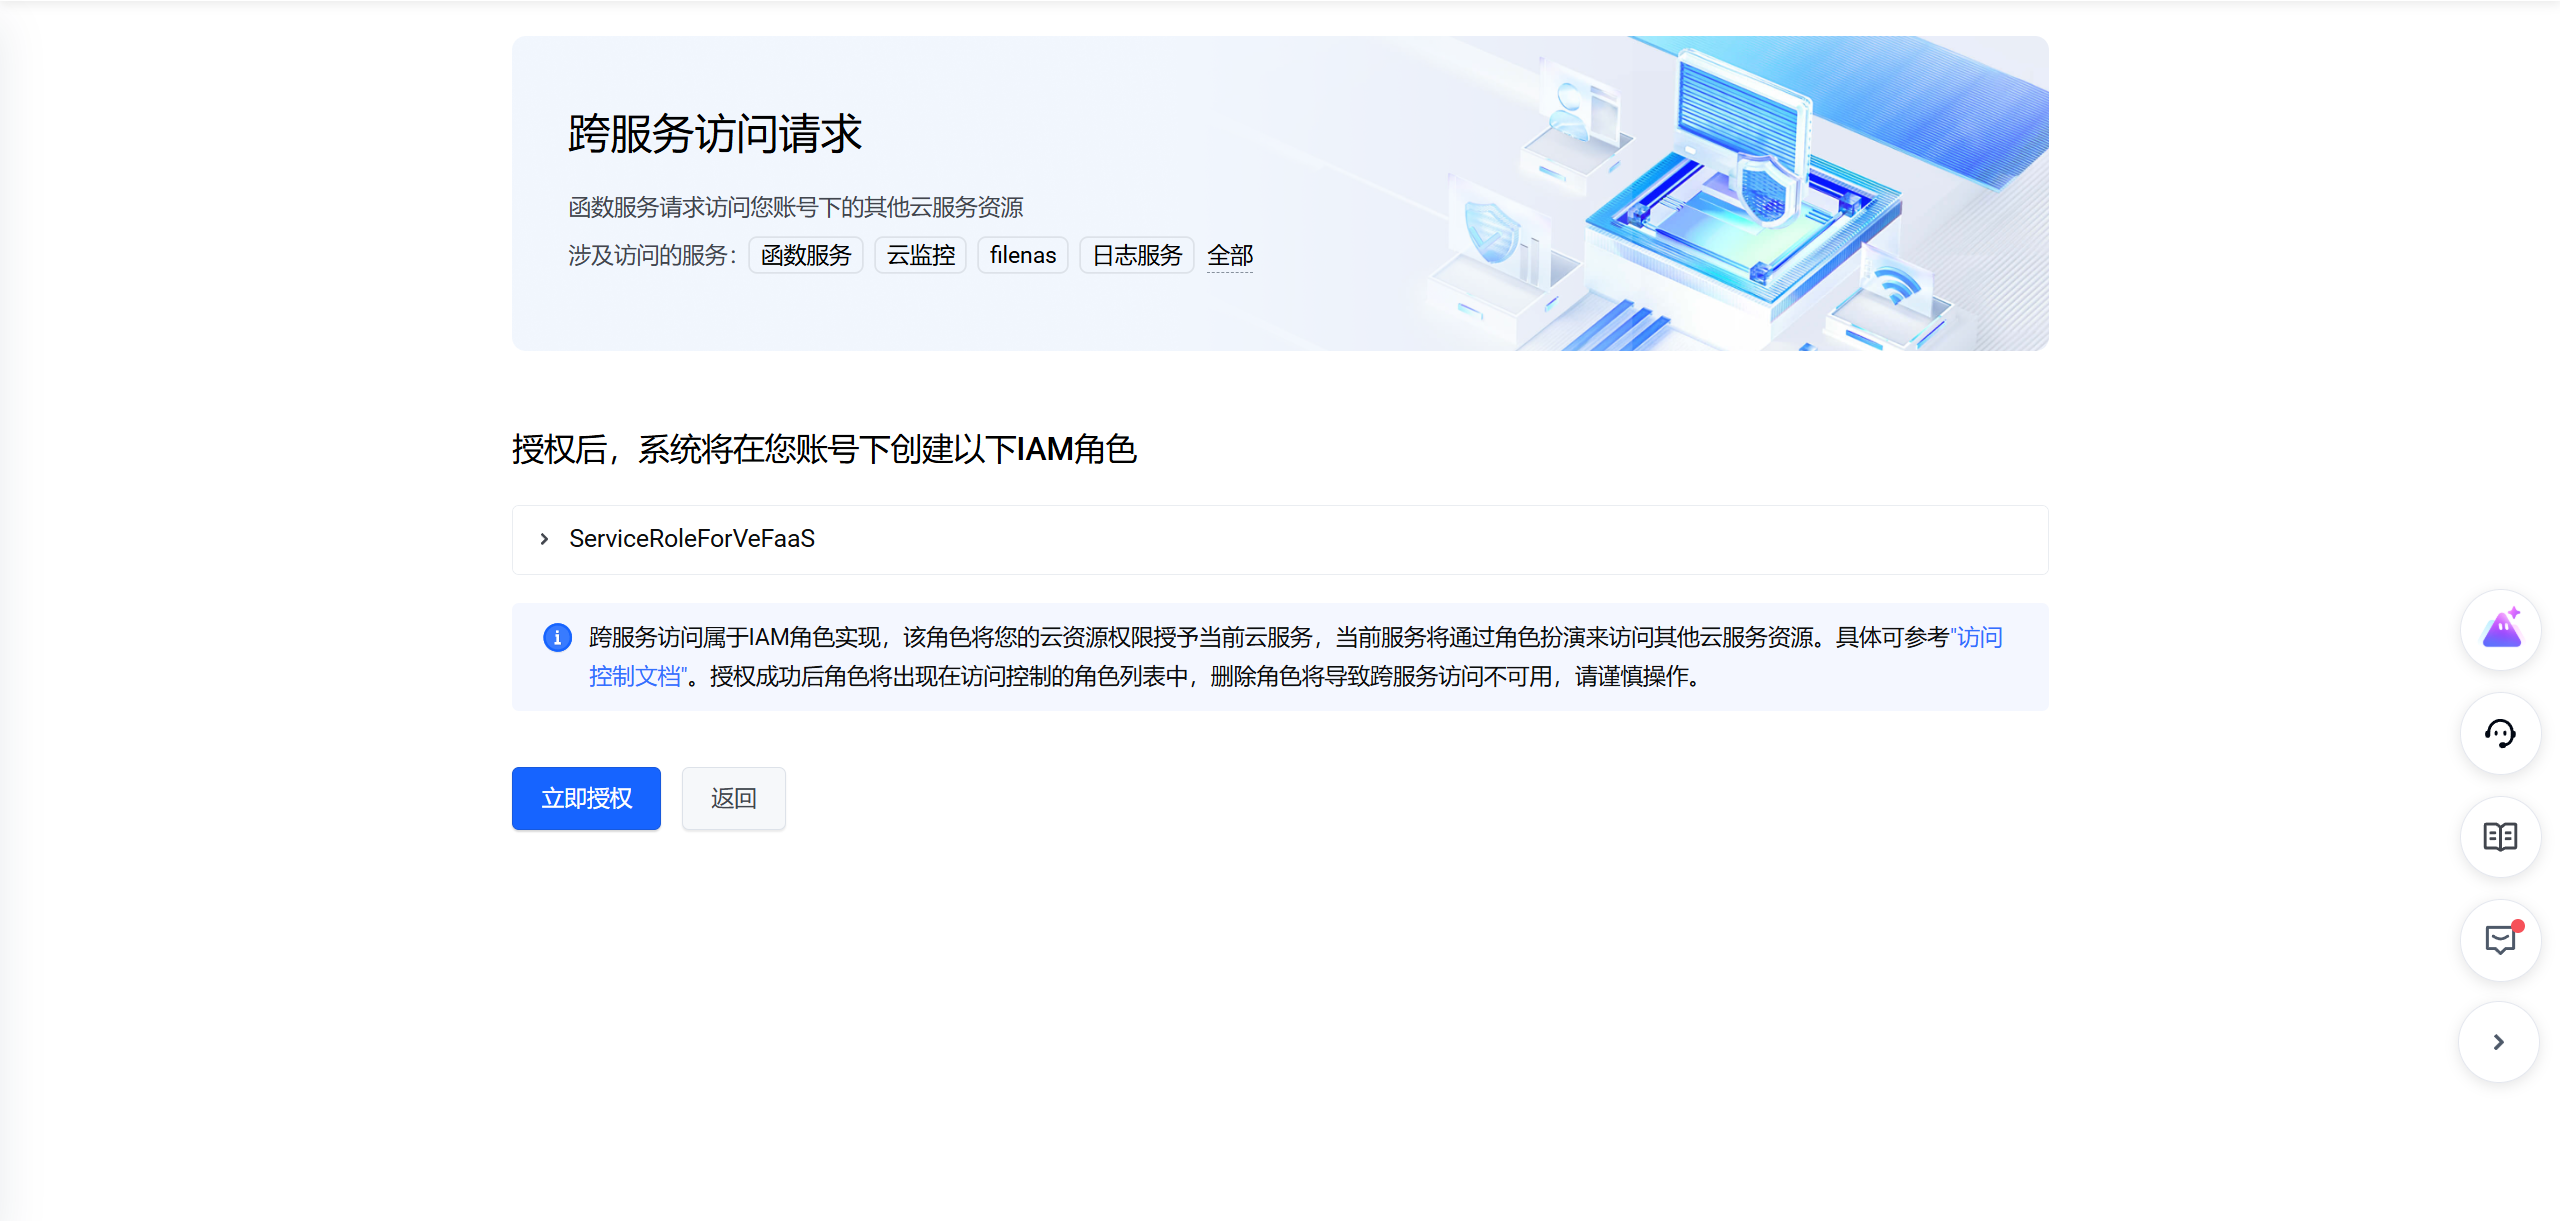 跨服务访问请求
函数服务请求访问您账号下的其他云服务资源
涉及访问的服务： 函数服务 云监控 filenas 日志服务 全部
授权后，系统将在您账号下创建以下IAM角色
ServiceRoleForVeFaaS
跨服务访问属于IAM角色实现，该角色将您的云资源权限授予当前云服务，当前服务将通过角色扮演来访问其他云服务资源。具体可参考"访问
控制文档"。授权成功后角色将出现在访问控制的角色列表中，删除角色将导致跨服务访问不可用，请谨慎操作。
立即授权 返回